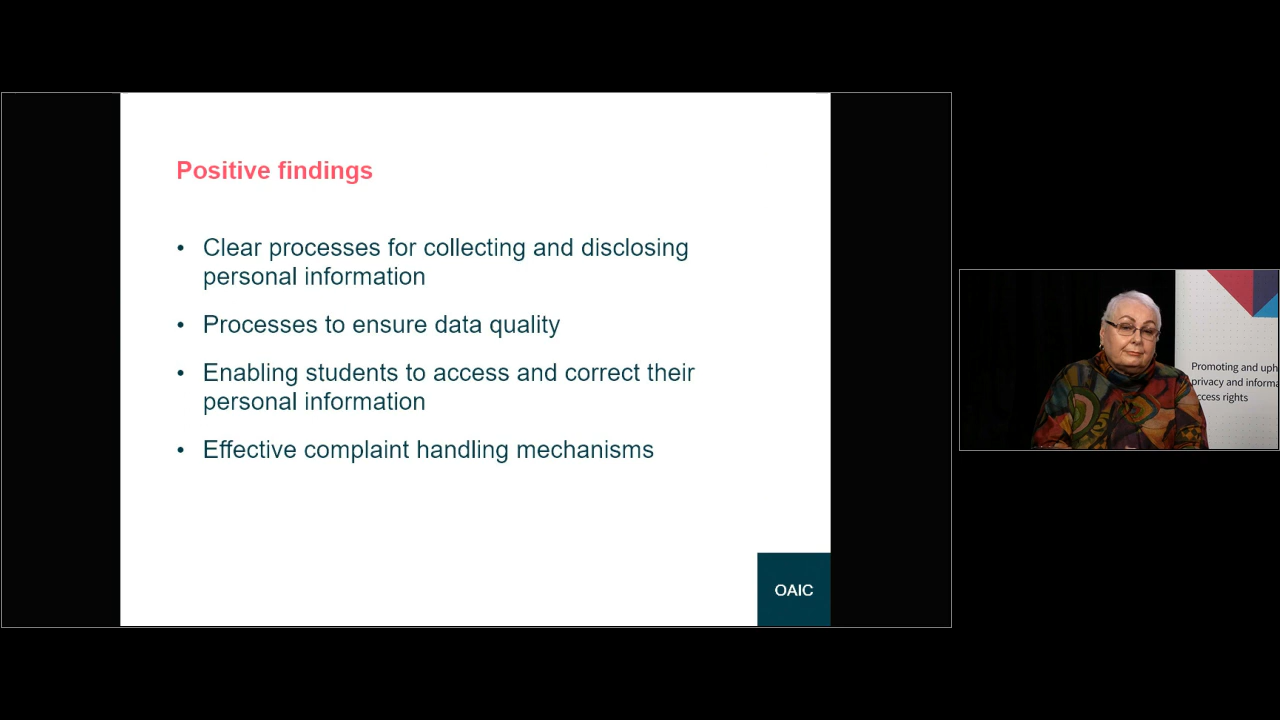 Positive findings
• Clear processes for collecting and disclosing
personal information
• Processes to ensure data quality
• Enabling students to access and correct their
personal information
• Effective complaint handling mechanisms
OAIC
Promoting and uph
privacy and informa
ccess rights